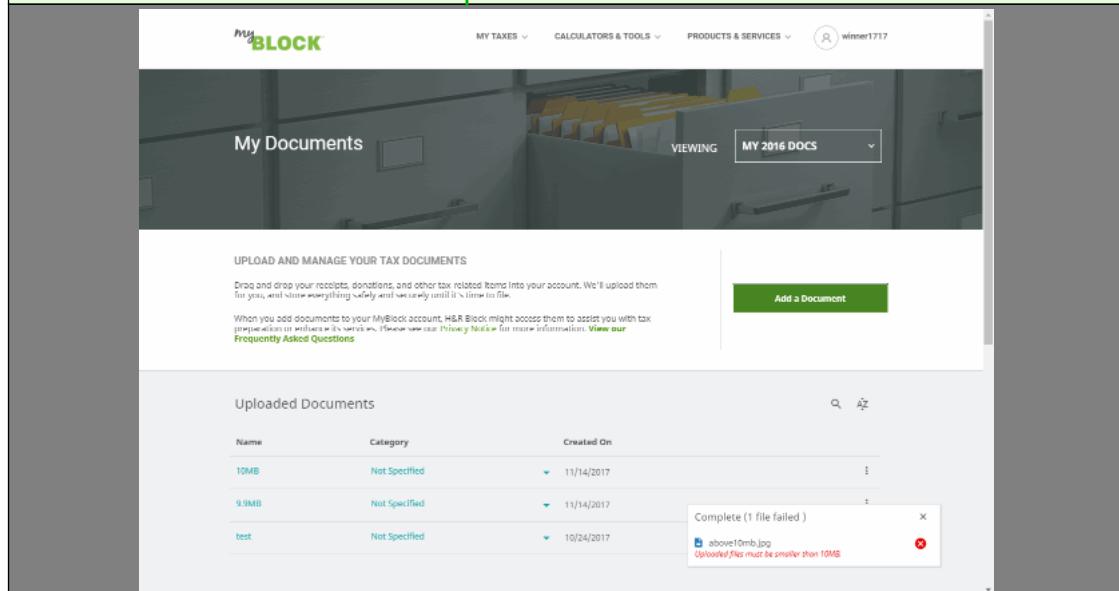 my BLOCK
MY TAXES
CALCULATORS & TOOLS
PRODUCTS & SERVICES
winner1717
My Documents
VIEWING
MY 2016 DOCS
UPLOAD AND MANAGE YOUR TAX DOCUMENTS
Drag and drop your receipts, donations, and other tax related items into your account. We'll upload them
for you, and store everything safely and securely until it's time to file.
Add a Document
When you add documents to your MyBlock account, H&R Block might access them to assist you with tax
preparation or enhance its services. Please see our Privacy Notice for more information. View our
Frequently Asked Questions
Uploaded Documents
AZ
Name Category Created On
10MB Not Specified 11/14/2017
9.9MB Not Specified 11/14/2017
test Not Specified 10/24/2017
Complete (1 file failed )
above10mb.jpg
Uploaded files must be smaller than 10MB.